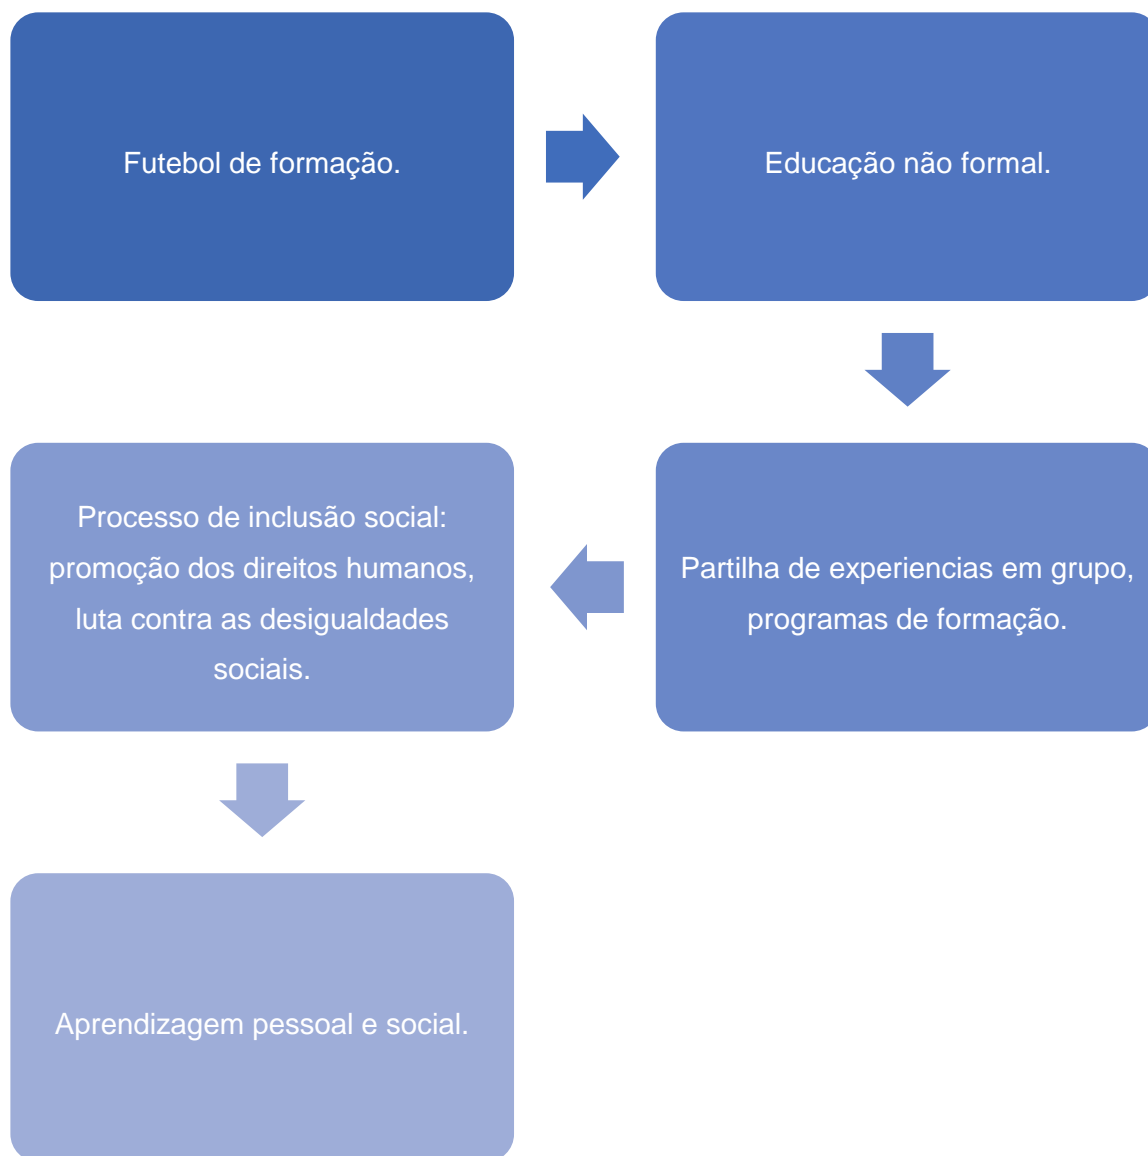 Futebol de formação.
Educação não formal.
Partilha de experiencias em grupo,
programas de formação.
Processo de inclusão social:
promoção dos direitos humanos,
luta contra as desigualdades
sociais.
Aprendizagem pessoal e social.